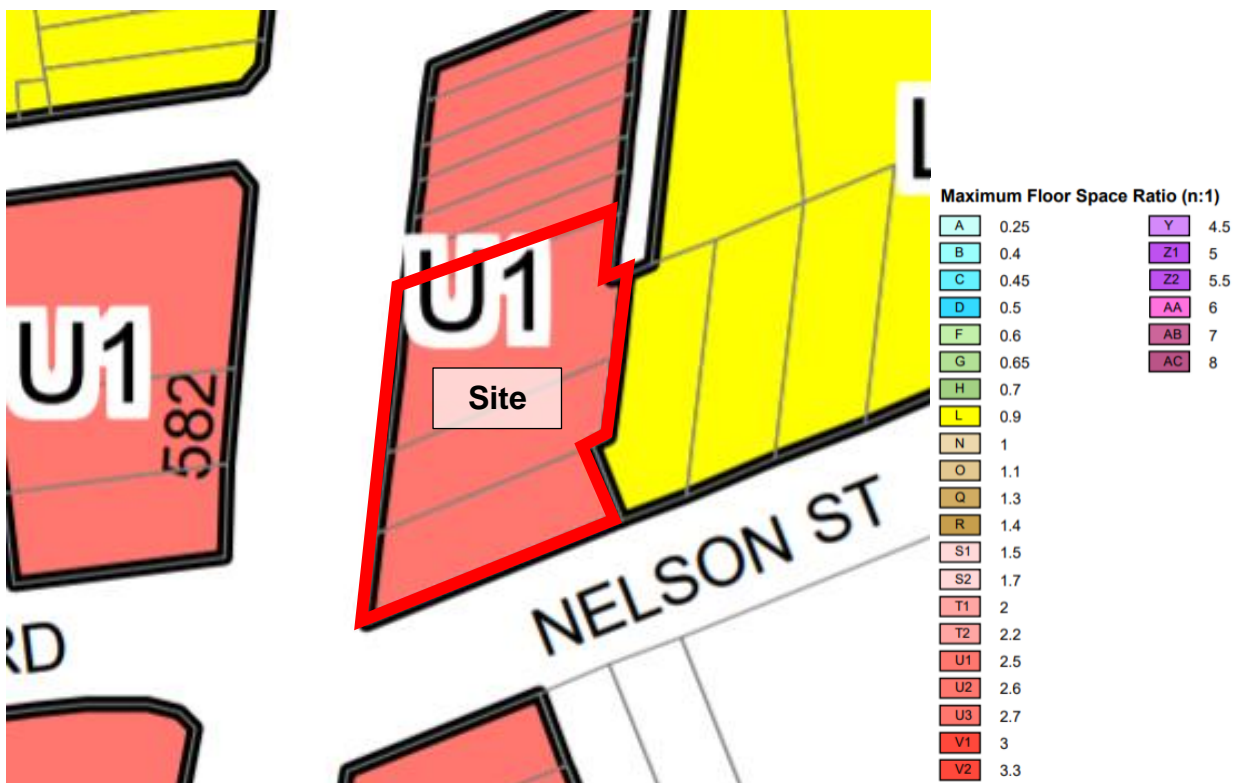 L
U1
U1
Site
582
NELSON ST
RD
Maximum Floor Space Ratio (n:1)
A 0.25
B 0.4
C 0.45
D 0.5
F 0.6
G 0.65
H 0.7
L 0.9
N 1
O 1.1
Q 1.3
R 1.4
S1 1.5
S2 1.7
T1 2
T2 2.2
U1 2.5
U2 2.6
U3 2.7
V1 3
V2 3.3
Y 4.5
Z1 5
Z2 5.5
AA 6
AB 7
AC 8